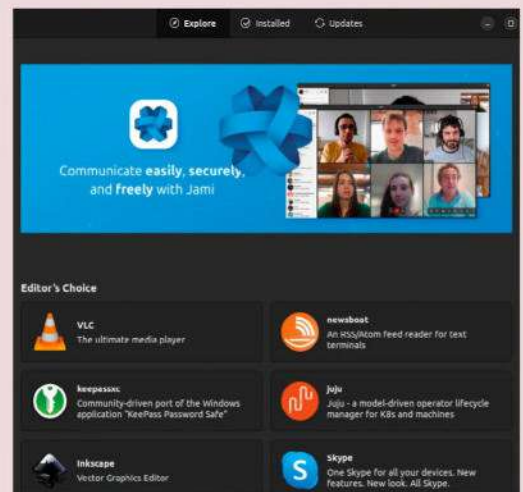 Explore
Installed
Updates
Communicate easily, securely,
and freely with Jami
Editor's Choice
VLC
The ultimate media player
newsboat
An RSS/Atom feed reader for text
terminals
keepassxc
Community-driven port of the Windows
application "KeePass Password Safe"
juju
Juju - a model-driven operator lifecycle
manager for K8s and machines
Inkscape
Vector Graphics Editor
Skype
One Skype for all your devices. New
features. New look. All Skype.